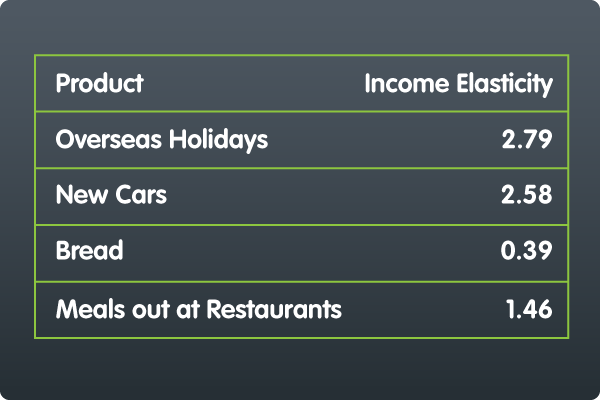 Product Income Elasticity
Overseas Holidays 2.79
New Cars 2.58
Bread 0.39
Meals out at Restaurants 1.46